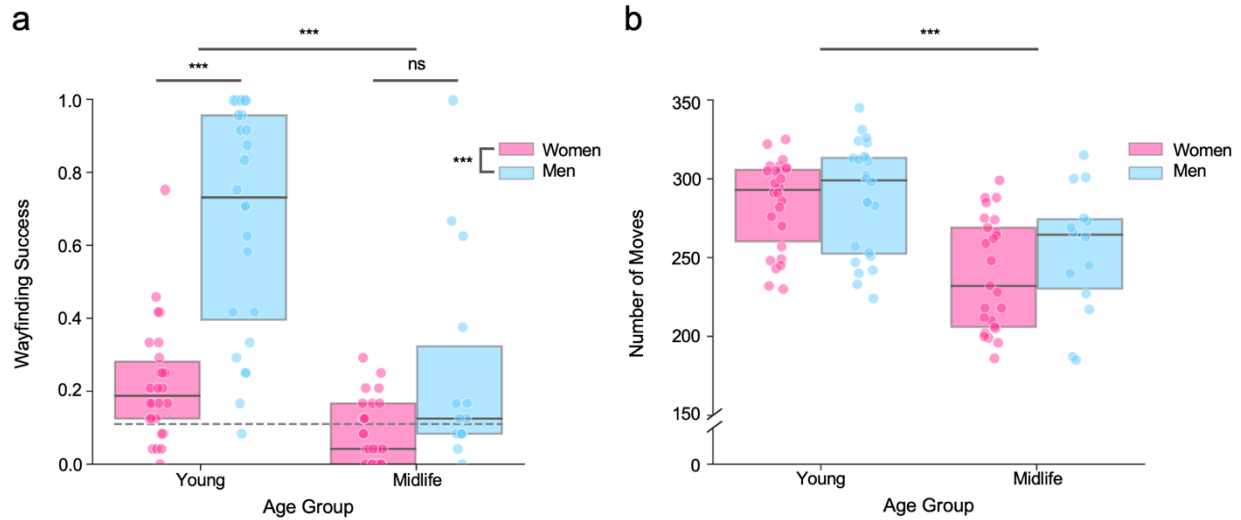 a
***
***
ns
1.0
0.8
0.6
0.4
0.2
0.0
Wayfinding Success
***
Women
Men
Young
Midlife
Age Group
b
***
350
300
250
200
150
0
Number of Moves
Women
Men
Young
Midlife
Age Group